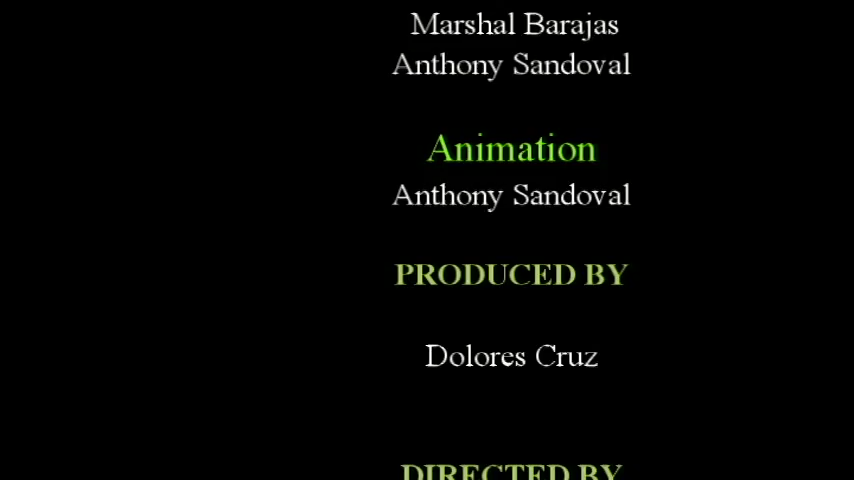 Marshal Barajas
Anthony Sandoval
Animation
Anthony Sandoval
PRODUCED BY
Dolores Cruz
DIRECTED BY